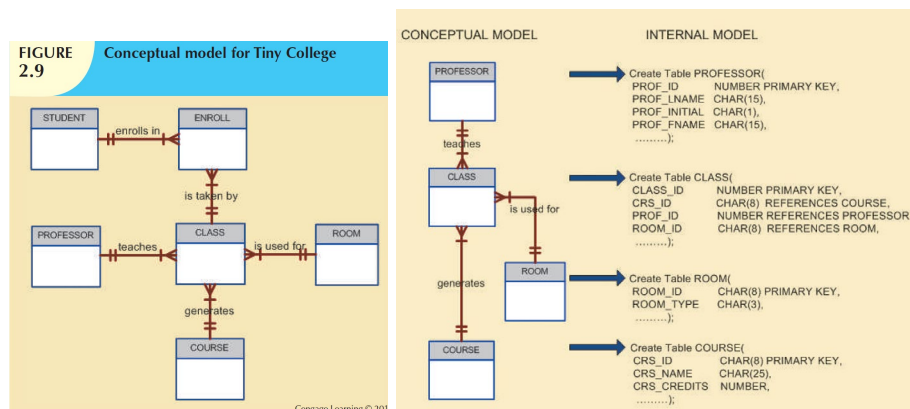 FIGURE
2.9
Conceptual model for Tiny College
STUDENT
enrolls in
ENROLL
is taken by
PROFESSOR
teaches
CLASS
is used for
ROOM
generates
COURSE
CONCEPTUAL MODEL
INTERNAL MODEL
PROFESSOR
teaches
CLASS
is used for
ROOM
generates
COURSE
Create Table PROFESSOR(
PROF_ID NUMBER PRIMARY KEY,
PROF_LNAME CHAR(15),
PROF_INITIAL CHAR(1),
PROF_FNAME CHAR(15),
.........);
Create Table CLASS(
CLASS_ID NUMBER PRIMARY KEY,
CRS_ID CHAR(8) REFERENCES COURSE,
PROF_ID NUMBER REFERENCES PROFESSOR
ROOM_ID CHAR(8) REFERENCES ROOM,
.........);
Create Table ROOM(
ROOM_ID CHAR(8) PRIMARY KEY,
ROOM_TYPE CHAR(3),
.........);
Create Table COURSE(
CRS_ID CHAR(8) PRIMARY KEY,
CRS_NAME CHAR(25),
CRS_CREDITS NUMBER,
.........);